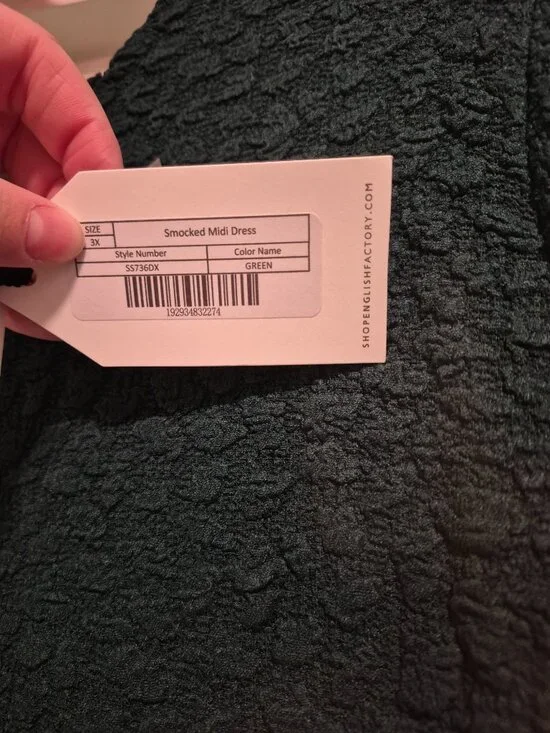 SIZE
Smocked Midi Dress
3X
Style Number Color Name
SS736DX GREEN
192934832274
SHOPENGLISHFACTORY.COM